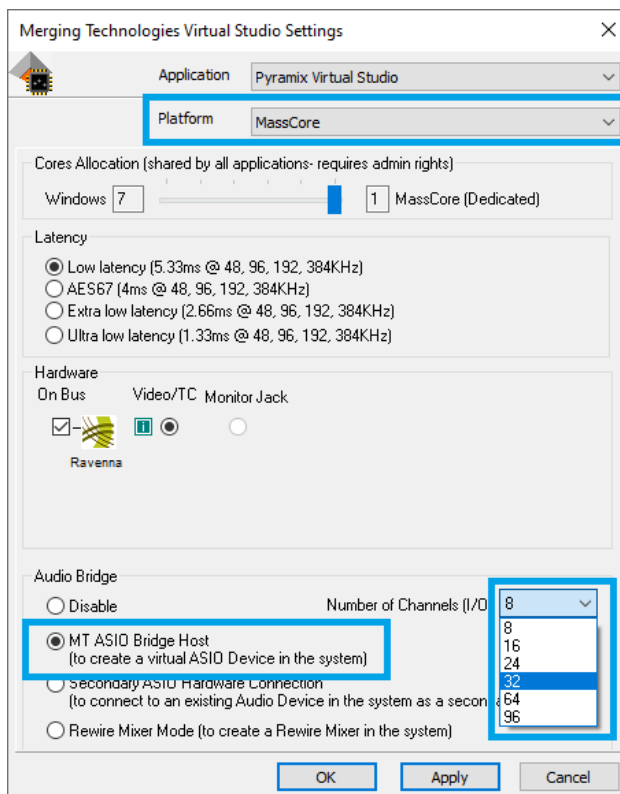 Merging Technologies Virtual Studio Settings
Application Pyramix Virtual Studio
Platform MassCore
Cores Allocation (shared by all applications- requires admin rights)
Windows 7 1 MassCore (Dedicated)
Latency
Low latency (5.33ms @ 48, 96, 192, 384KHz)
AES67 (4ms @ 48, 96, 192, 384KHz)
Extra low latency (2.66ms @ 48, 96, 192, 384KHz)
Ultra low latency (1.33ms @ 48, 96, 192, 384KHz)
Hardware
On Bus Video/TC Monitor Jack
i
Ravenna
Audio Bridge
Disable Number of Channels (I/O 8
8
16
24
32
64
96
MT ASIO Bridge Host
(to create a virtual ASIO Device in the system)
Secondary ASIO Hardware Connection
(to connect to an existing Audio Device in the system as a second
Rewire Mixer Mode (to create a Rewire Mixer in the system)
OK Apply Cancel